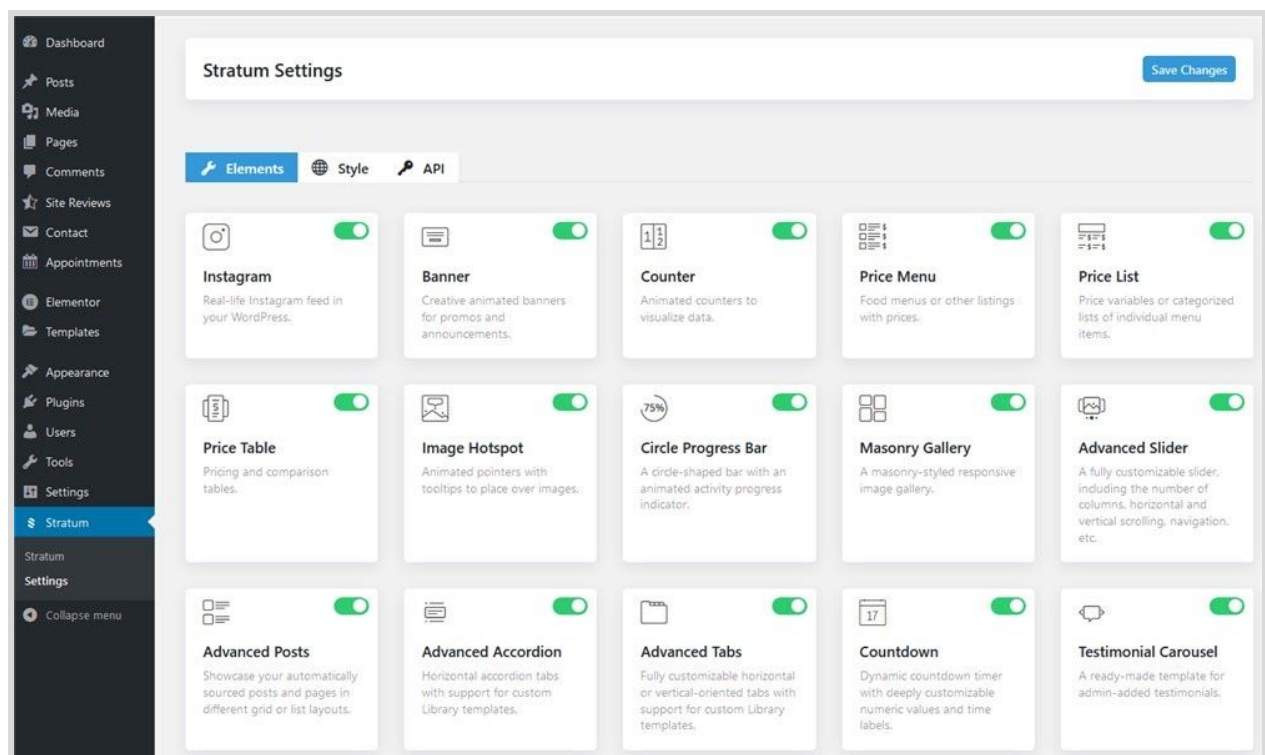 Dashboard
Posts
Media
Pages
Comments
Site Reviews
Contact
Appointments
Elementor
Templates
Appearance
Plugins
Users
Tools
Settings
Stratum
Stratum
Settings
Collapse menu
Stratum Settings
Save Changes
Elements
Style
API
Instagram
Real-life Instagram feed in
your WordPress.
Banner
Creative animated banners
for promos and
announcements.
1 1 2
Counter
Animated counters to
visualize data.
Price Menu
Food menus or other listings
with prices.
Price List
Price variables or categorized
lists of individual menu
items.
Price Table
Pricing and comparison
tables.
Image Hotspot
Animated pointers with
tooltips to place over images.
75%
Circle Progress Bar
A circle-shaped bar with an
animated activity progress
indicator.
Masonry Gallery
A masonry-styled responsive
image gallery.
Advanced Slider
A fully customizable slider,
including the number of
columns, horizontal and
vertical scrolling, navigation,
etc.
Advanced Posts
Showcase your automatically
sourced posts and pages in
different grid or list layouts.
Advanced Accordion
Horizontal accordion tabs
with support for custom
Library templates.
Advanced Tabs
Fully customizable horizontal
or vertical-oriented tabs with
support for custom Library
templates.
17
Countdown
Dynamic countdown timer
with deeply customizable
numeric values and time
labels.
Testimonial Carousel
A ready-made template for
admin-added testimonials.